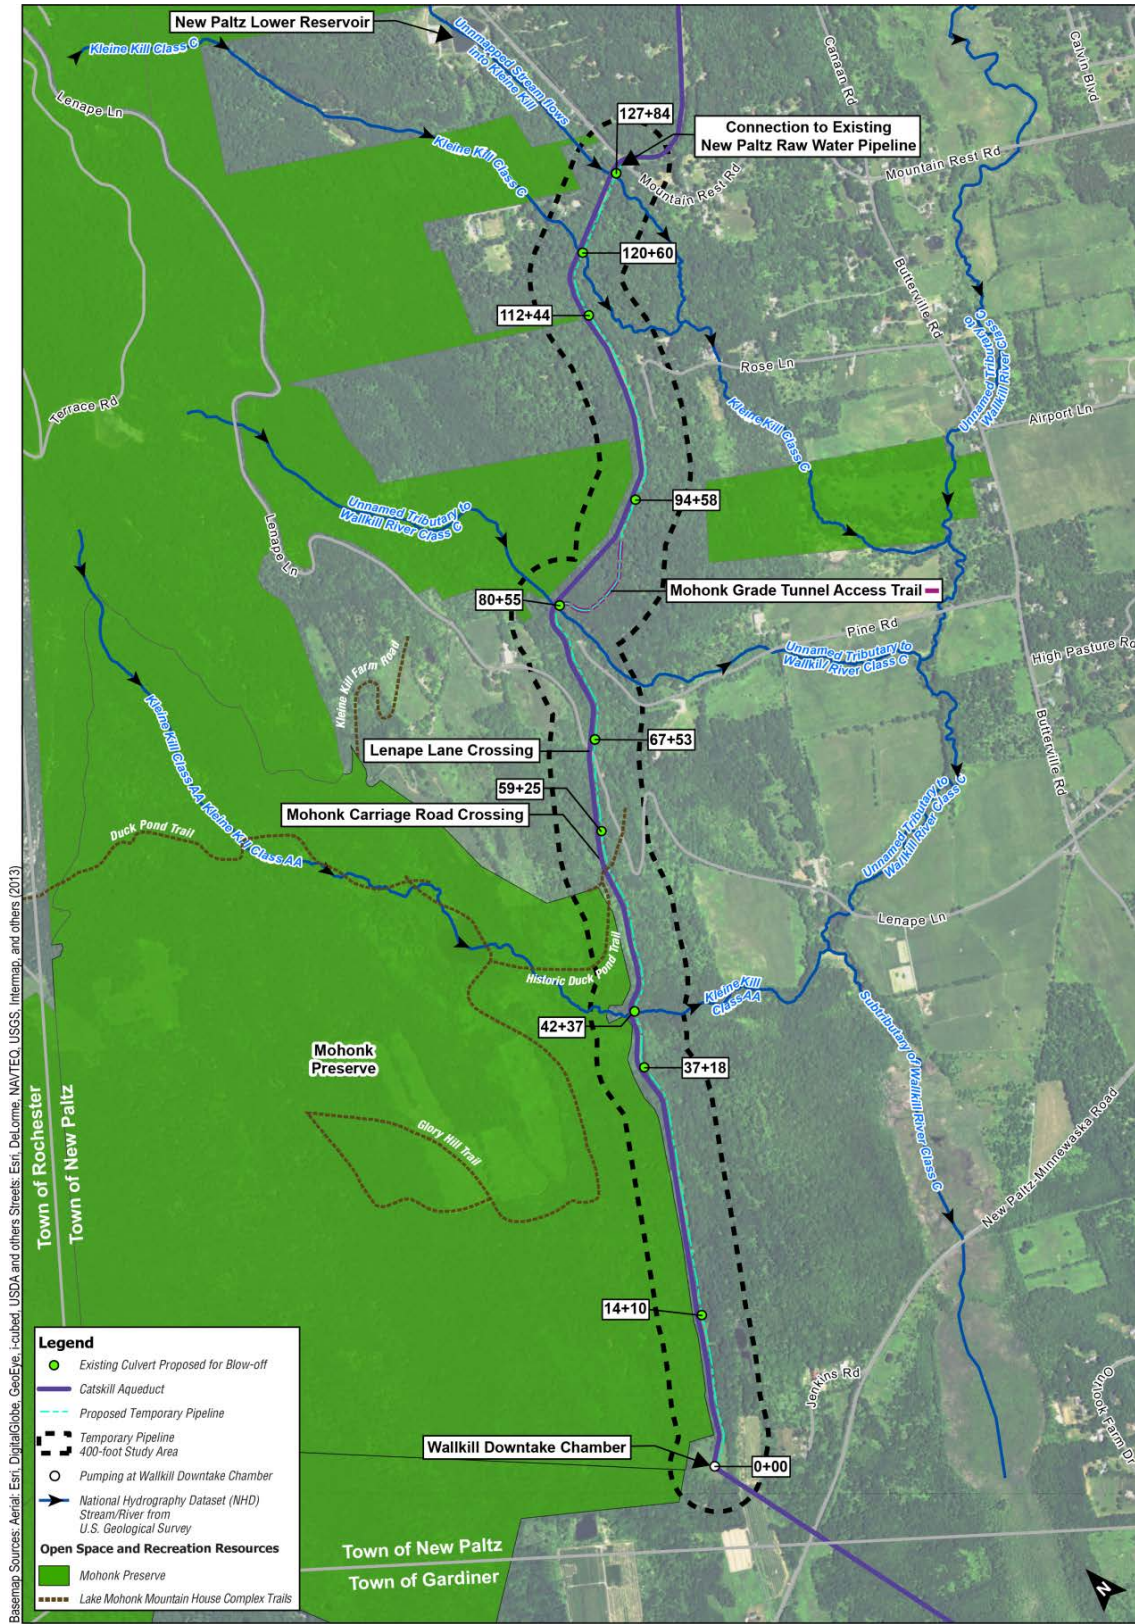 New Paltz Lower Reservoir
Kleine Kill Class C
Unnmapped Stream flows
into Kleine Kill
Canaan Rd
Calvin Blvd
Lenape Ln
127+84
Connection to Existing
New Paltz Raw Water Pipeline
Kleine Kill Class C
Mountain Rest Rd
Mountain Rest Rd
120+60
Butterville Rd
112+44
Unnamed Tributary to
Wallkill River Class C
Rose Ln
Terrace Rd
Kleine Kill Class C
Airport Ln
Unnamed Tributary to
Wallkill River Class C
94+58
Lenape Ln
Mohonk Grade Tunnel Access Trail
80+55
Pine Rd
Unnamed Tributary to
Wallkill River Class C
High Pasture Rd
Kleine Kill Farm Road
Kleine Kill Class AA
Kleine Kill Class AA
67+53
Lenape Lane Crossing
Butterville Rd
59+25
Mohonk Carriage Road Crossing
Unnamed Tributary to
Wallkill River Class C
Duck Pond Trail
Lenape Ln
Historic Duck Pond Trail
Kleine Kill
Class AA
42+37
Subtributary of Wallkill River Class C
Mohonk
Preserve
37+18
Glory Hill Trail
New Paltz-Minnewaska Road
Town of Rochester
Town of New Paltz
14+10
Jenkins Rd
Ourlook Farm Dr
Wallkill Downtake Chamber
0+00
Town of New Paltz
Town of Gardiner
N
Legend
Existing Culvert Proposed for Blow-off
Catskill Aqueduct
Proposed Temporary Pipeline
Temporary Pipeline
400-foot Study Area
Pumping at Wallkill Downtake Chamber
National Hydrography Dataset (NHD)
Stream/River from
U.S. Geological Survey
Open Space and Recreation Resources
Mohonk Preserve
Lake Mohonk Mountain House Complex Trails
Basemap Sources: Aerial: Esri, DigitalGlobe, GeoEye, i-cubed, USDA and others Streets: Esri, DeLorme, NAVTEQ, USGS, Intermap, and others (2013)